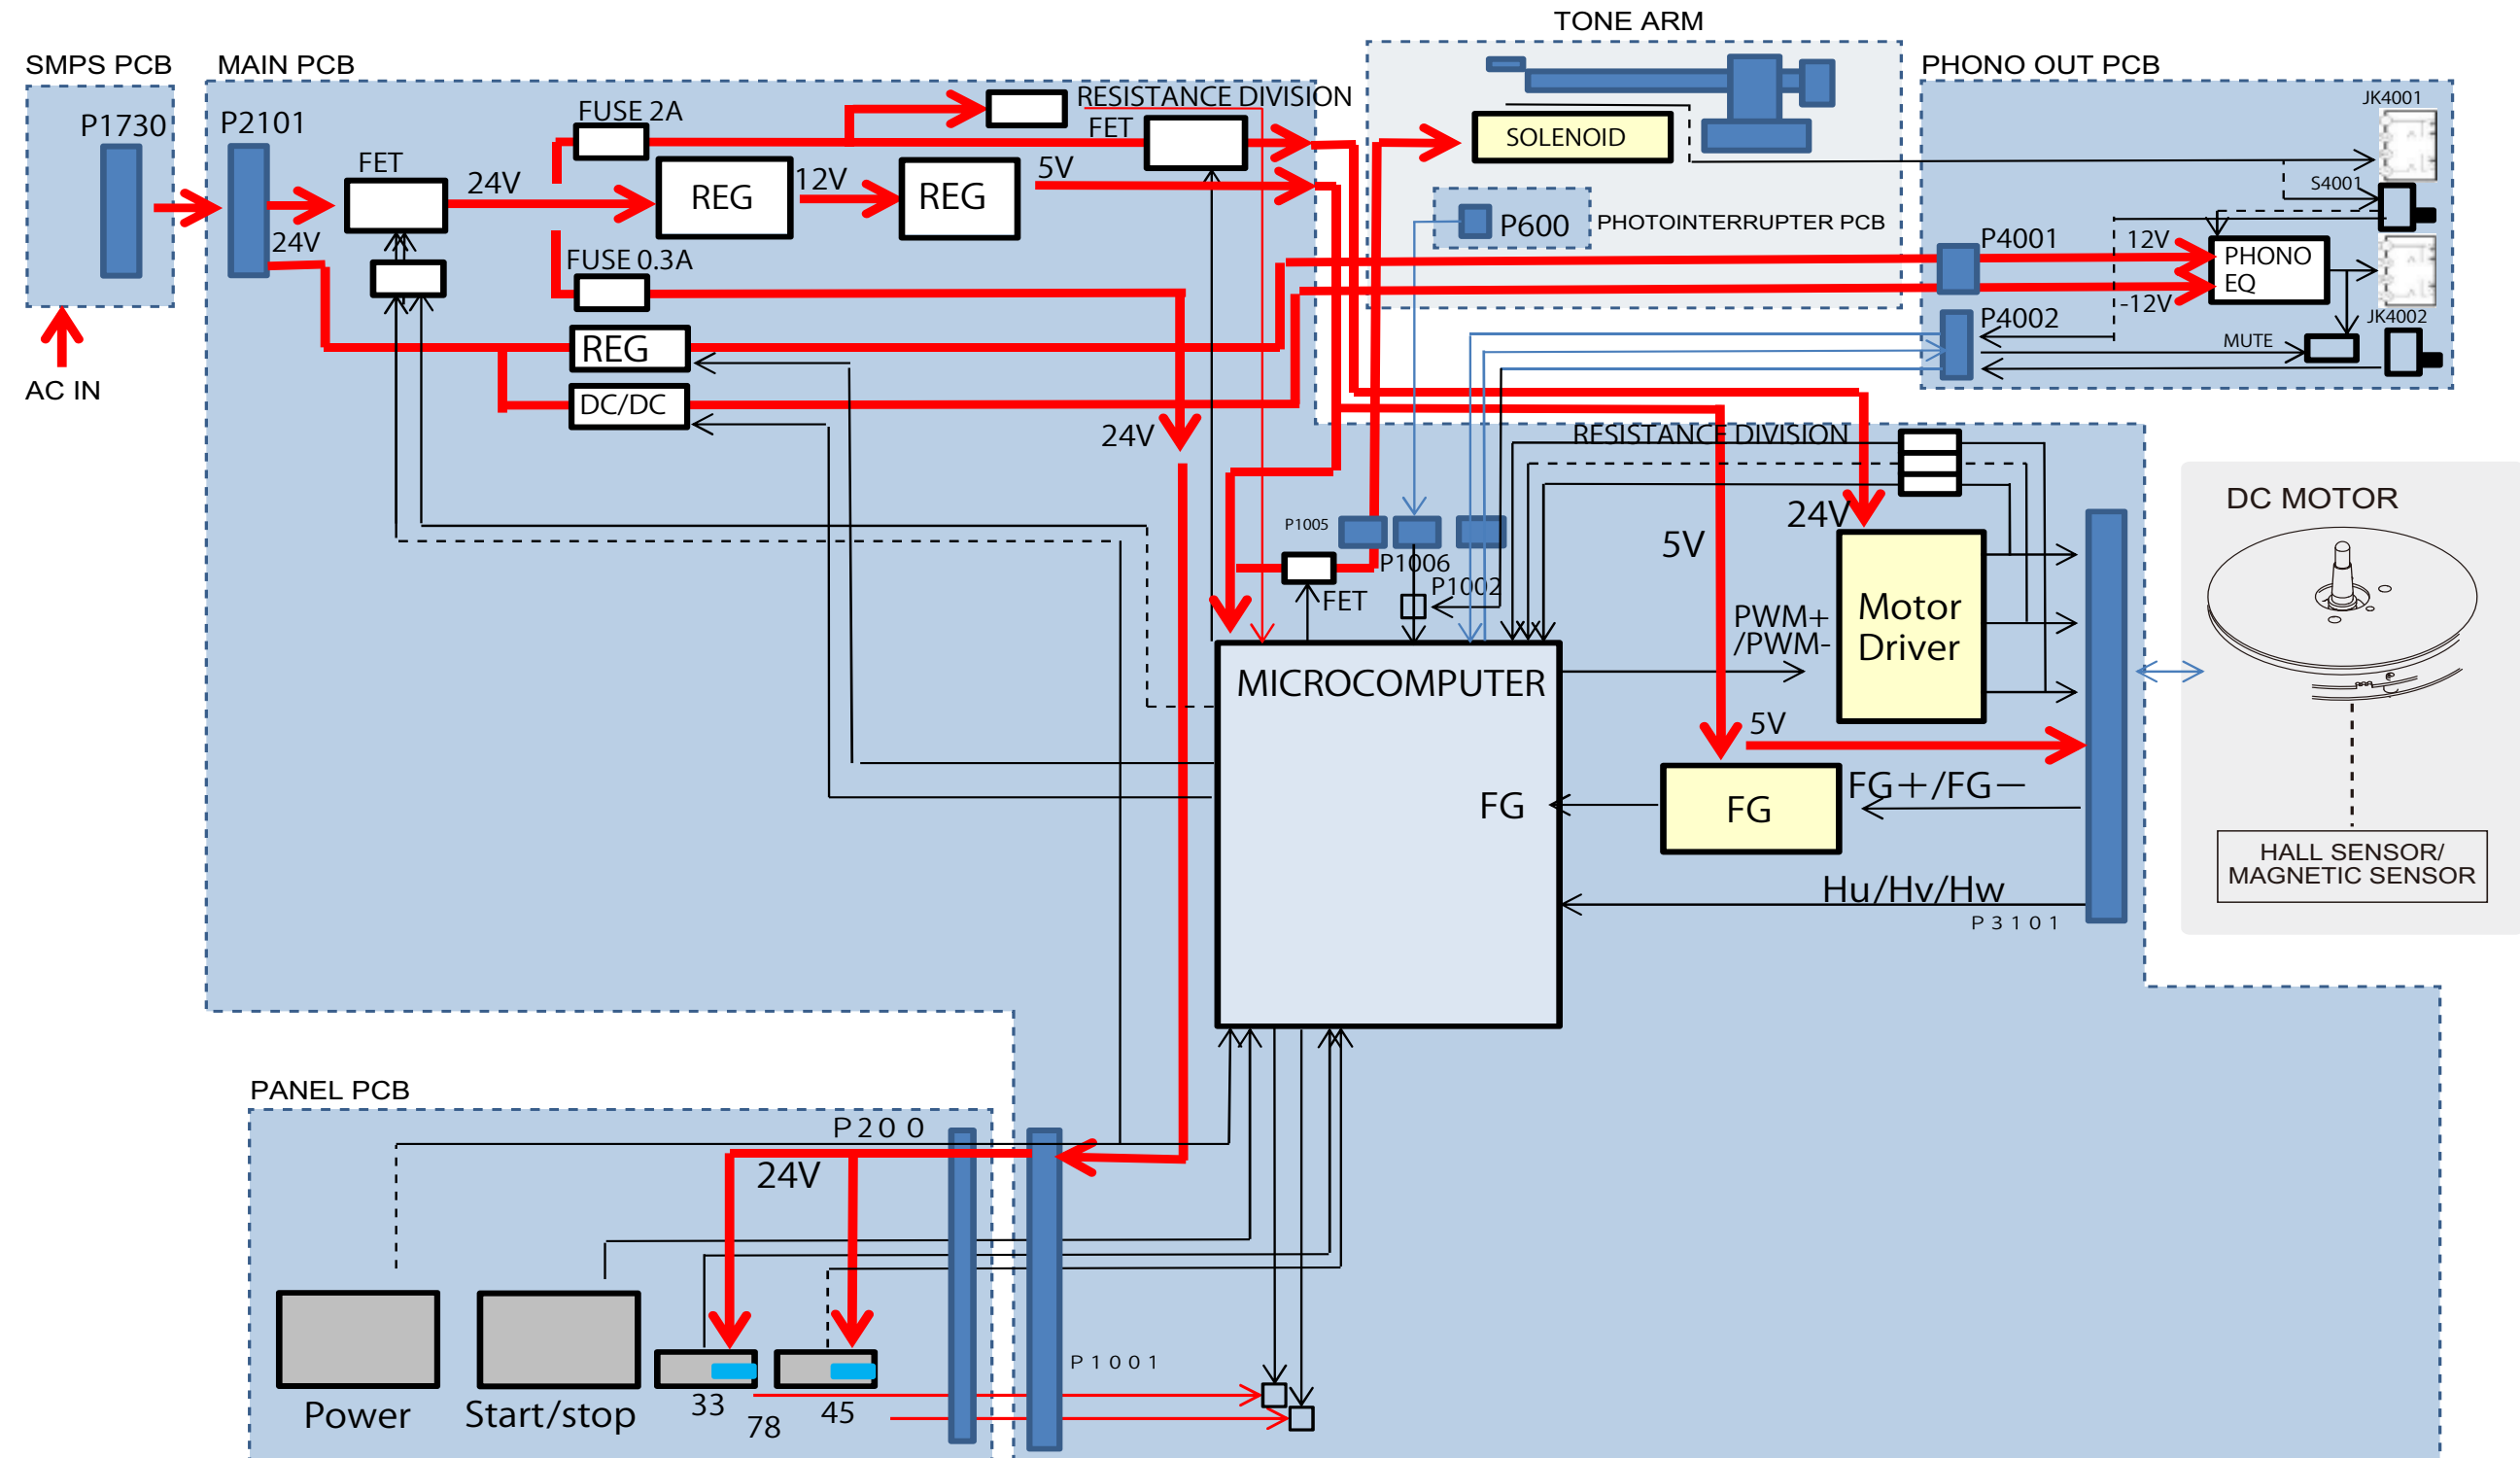 TONE ARM
SMPS PCB
MAIN PCB
PHONO OUT PCB
P1730
P2101
FUSE 2A
RESISTANCE DIVISION
FET
JK4001
FET
24V
REG
12V
REG
5V
SOLENOID
S4001
P600
PHOTOINTERRUPTER PCB
24V
FUSE 0.3A
P4001
12V
PHONO
EQ
-12V
P4002
JK4002
MUTE
REG
AC IN
DC/DC
24V
RESISTANCE DIVISION
DC MOTOR
P1005
24V
5V
P1006
P1002
FET
PWM+
/PWM-
Motor
Driver
MICROCOMPUTER
5V
FG
FG
FG+/FG-
HALL SENSOR/
MAGNETIC SENSOR
Hu/Hv/Hw
P3101
PANEL PCB
P200
24V
P1001
Power
Start/stop
33
78
45